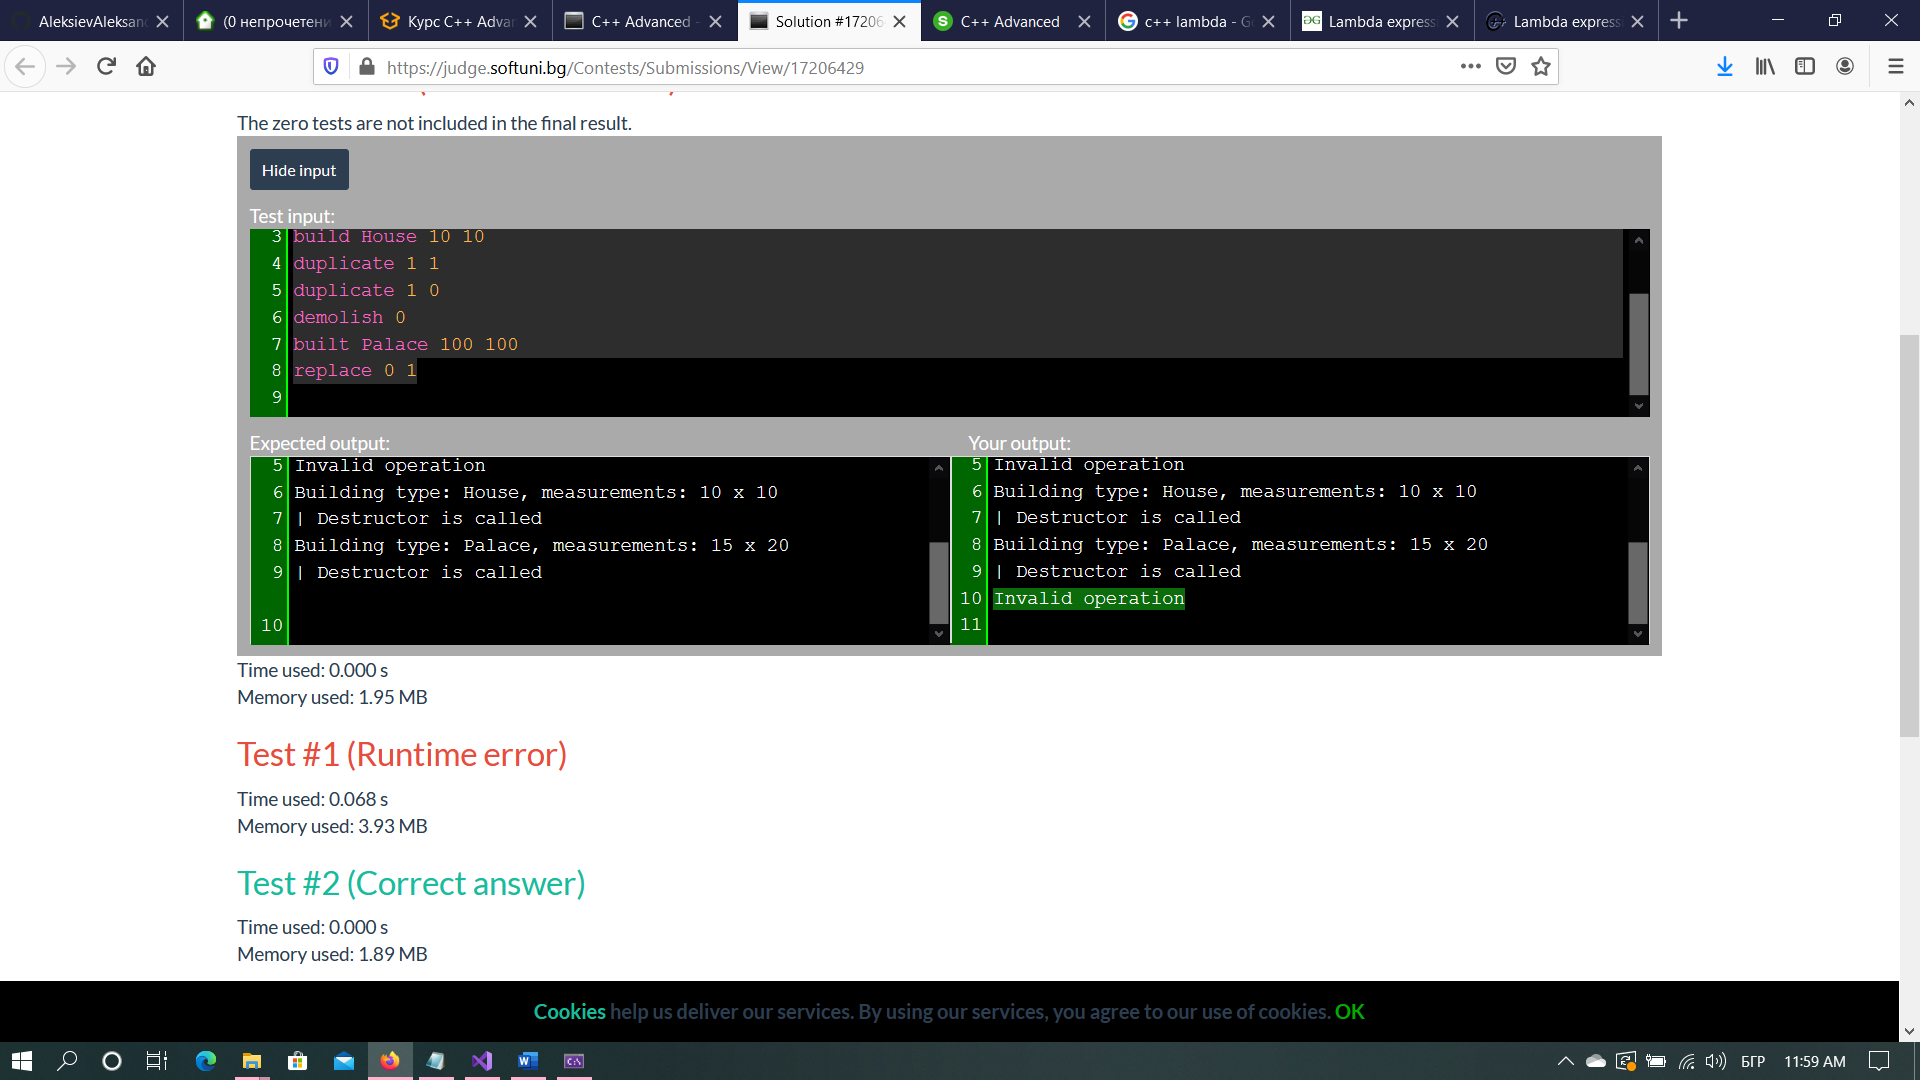 AleksievAleksand
(0 непрочетени
Курс C++ Advan
C++ Advanced -
Solution #17206
C++ Advanced
c++ lambda - Go
Lambda express
Lambda express
https://judge.softuni.bg/Contests/Submissions/View/17206429
The zero tests are not included in the final result.
Hide input
Test input:
3 build House 10 10
4 duplicate 1 1
5 duplicate 1 0
6 demolish 0
7 built Palace 100 100
8 replace 0 1
9
Expected output:
5 Invalid operation
6 Building type: House, measurements: 10 x 10
7 | Destructor is called
8 Building type: Palace, measurements: 15 x 20
9 | Destructor is called
10
Your output:
5 Invalid operation
6 Building type: House, measurements: 10 x 10
7 | Destructor is called
8 Building type: Palace, measurements: 15 x 20
9 | Destructor is called
10 Invalid operation
11
Time used: 0.000 s
Memory used: 1.95 MB
Test #1 (Runtime error)
Time used: 0.068 s
Memory used: 3.93 MB
Test #2 (Correct answer)
Time used: 0.000 s
Memory used: 1.89 MB
Cookies help us deliver our services. By using our services, you agree to our use of cookies. OK
БГР
11:59 AM